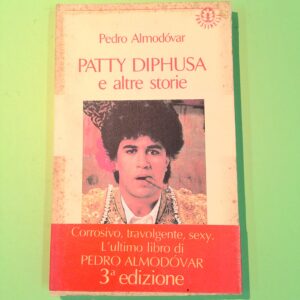 Pedro Almodóvar
PATTY DIPHUSA
e altre storie
Corrosivo, travolgente, sexy.
L'ultimo libro di
PEDRO ALMODÓVAR
3ª edizione